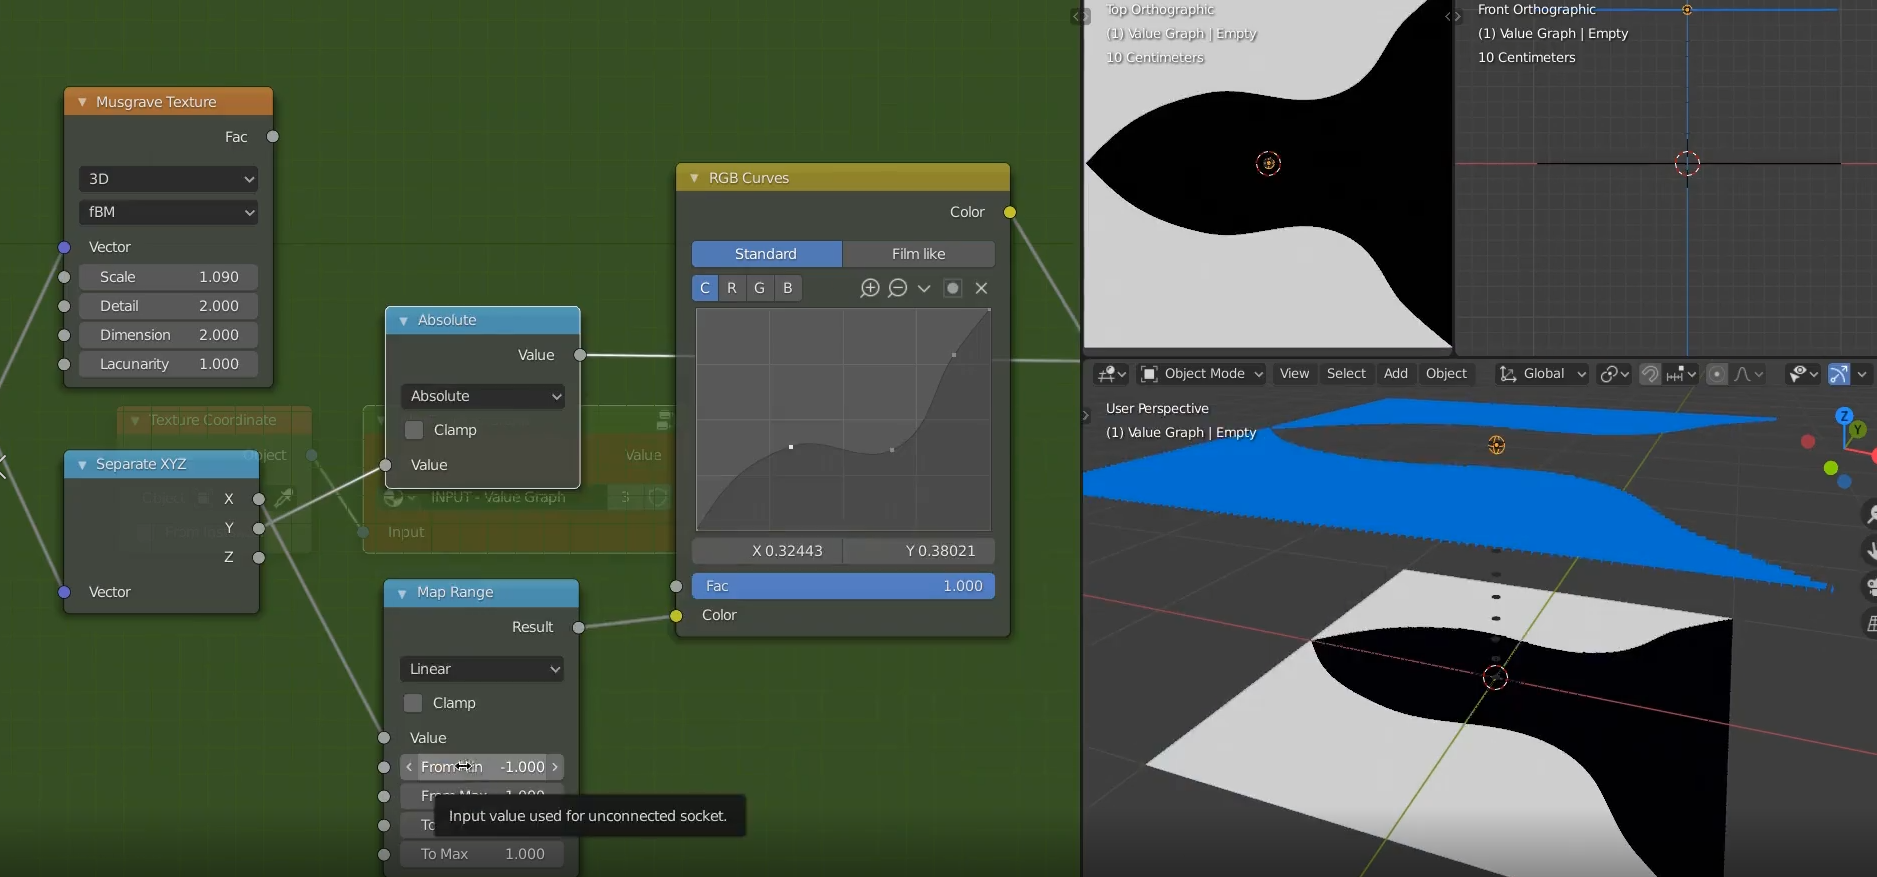 Musgrave Texture
Fac
3D
fBM
Vector
Scale 1.090
Detail 2.000
Dimension 2.000
Lacunarity 1.000
Texture Coordinate
Object
Separate XYZ
X
Y
Z
Vector
Absolute
Value
Absolute
Clamp
Value
Value
INPUT - Value Graph 3
Input
Map Range
Result
Linear
Clamp
Value
From -1.000
1.000
Input value used for unconnected socket.
To
To Max 1.000
RGB Curves
Color
Standard Film like
C R G B
X 0.32443 Y 0.38021
Fac 1.000
Color
Top Orthographic
(1) Value Graph | Empty
10 Centimeters
Front Orthographic
(1) Value Graph | Empty
10 Centimeters
Object Mode View Select Add Object Global
User Perspective
(1) Value Graph | Empty
Z
Y